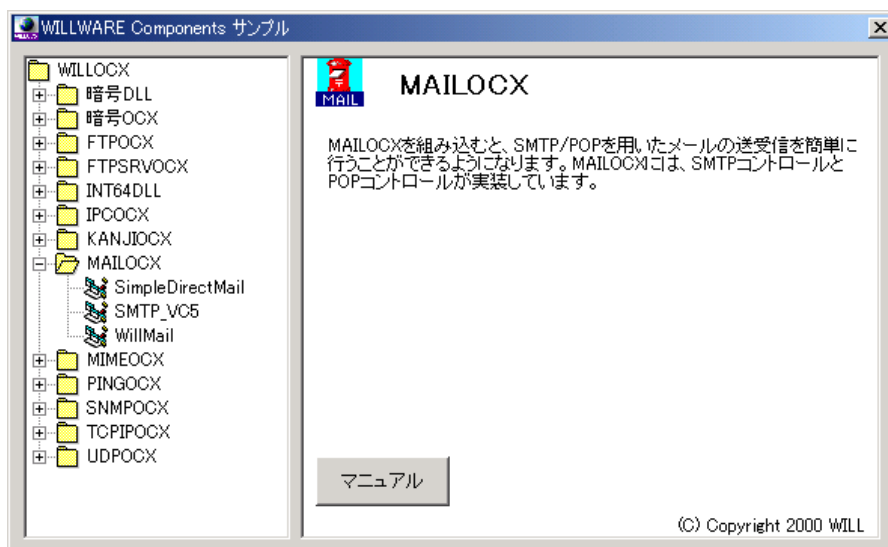 WILLWARE Components サンプル
WILLOCX
暗号DLL
暗号OCX
FTPOCX
FTPSRVOCX
INT64DLL
IPCOCX
KANJIOCX
MAILOCX
SimpleDirectMail
SMTP_VC5
WillMail
MIMEOCX
PINGOCX
SNMPOCX
TCPIPOCX
UDPOCX
MAIL
MAILOCX
MAILOCXを組み込むと、SMTP/POPを用いたメールの送受信を簡単に
行うことができるようになります。MAILOCXには、SMTPコントロールと
POPコントロールが実装しています。
マニュアル
(C) Copyright 2000 WILL